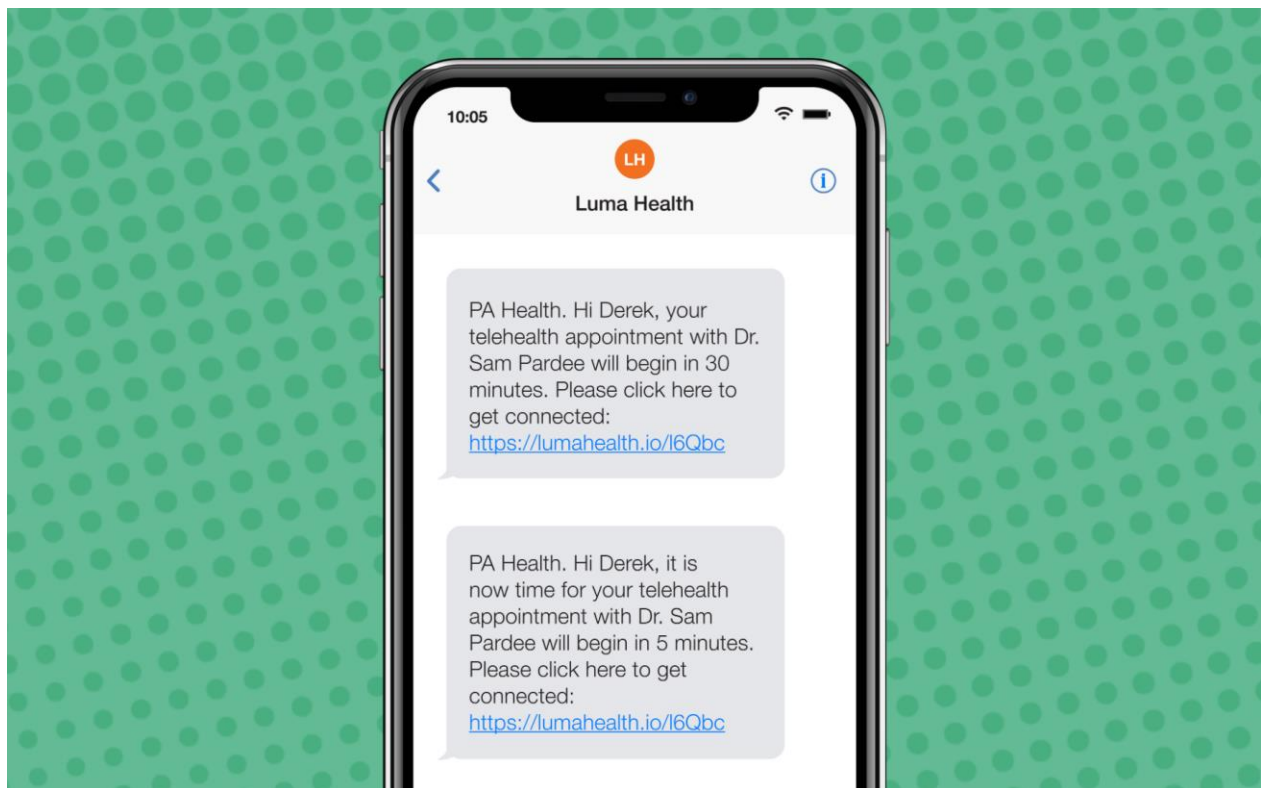 10:05
LH
Luma Health
PA Health. Hi Derek, your
telehealth appointment with Dr.
Sam Pardee will begin in 30
minutes. Please click here to
get connected:
https://lumahealth.io/l6Qbc
PA Health. Hi Derek, it is
now time for your telehealth
appointment with Dr. Sam
Pardee will begin in 5 minutes.
Please click here to get
connected:
https://lumahealth.io/l6Qbc